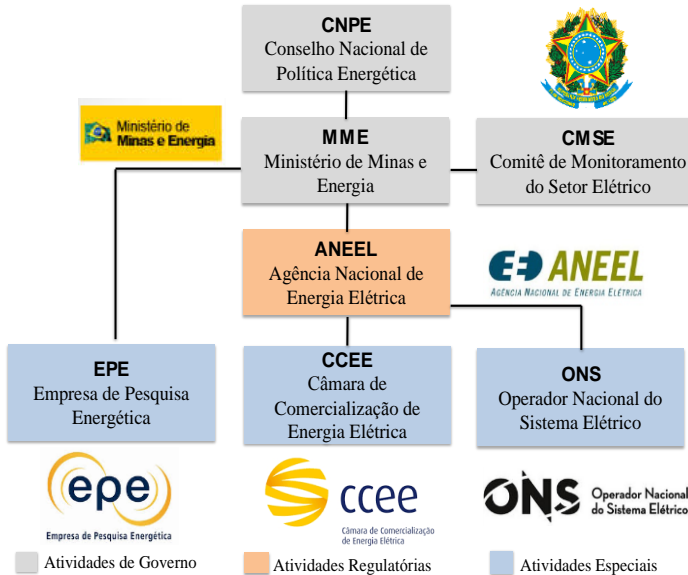 CNPE
Conselho Nacional de
Política Energética
Ministério de
Minas e Energia
MME
Ministério de Minas e
Energia
CMSE
Comitê de Monitoramento
do Setor Elétrico
ANEEL
Agência Nacional de
Energia Elétrica
ANEEL
AGÊNCIA NACIONAL DE ENERGIA ELÉTRICA
EPE
Empresa de Pesquisa
Energética
CCEE
Câmara de
Comercialização de
Energia Elétrica
ONS
Operador Nacional do
Sistema Elétrico
epe
Empresa de Pesquisa Energética
ccee
Câmara de Comercialização
de Energia Elétrica
ONS
Operador Nacional
do Sistema Elétrico
Atividades de Governo
Atividades Regulatórias
Atividades Especiais